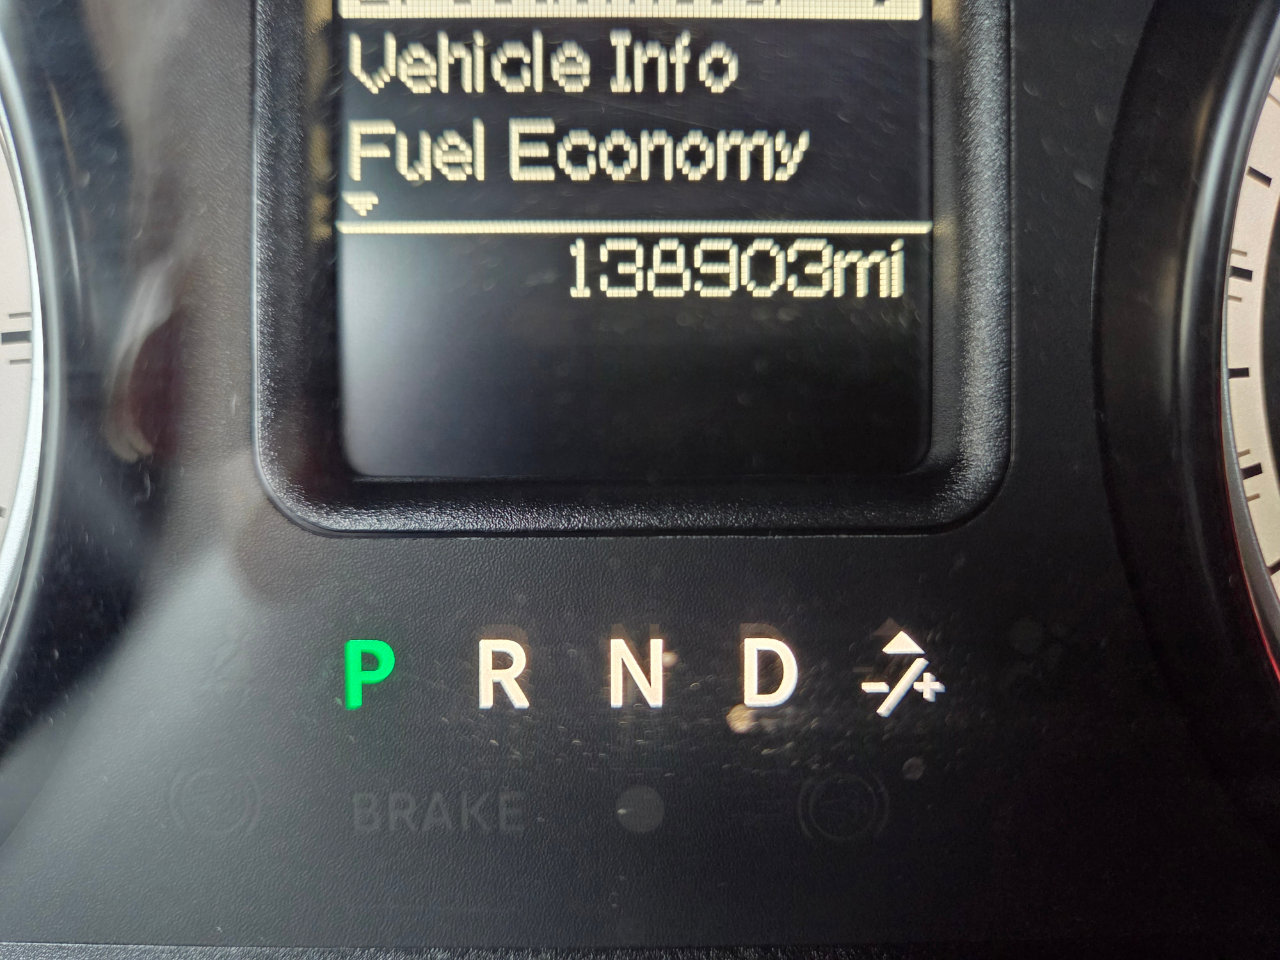 Vehicle Info
Fuel Economy
138903mi
P R N D -/+
BRAKE